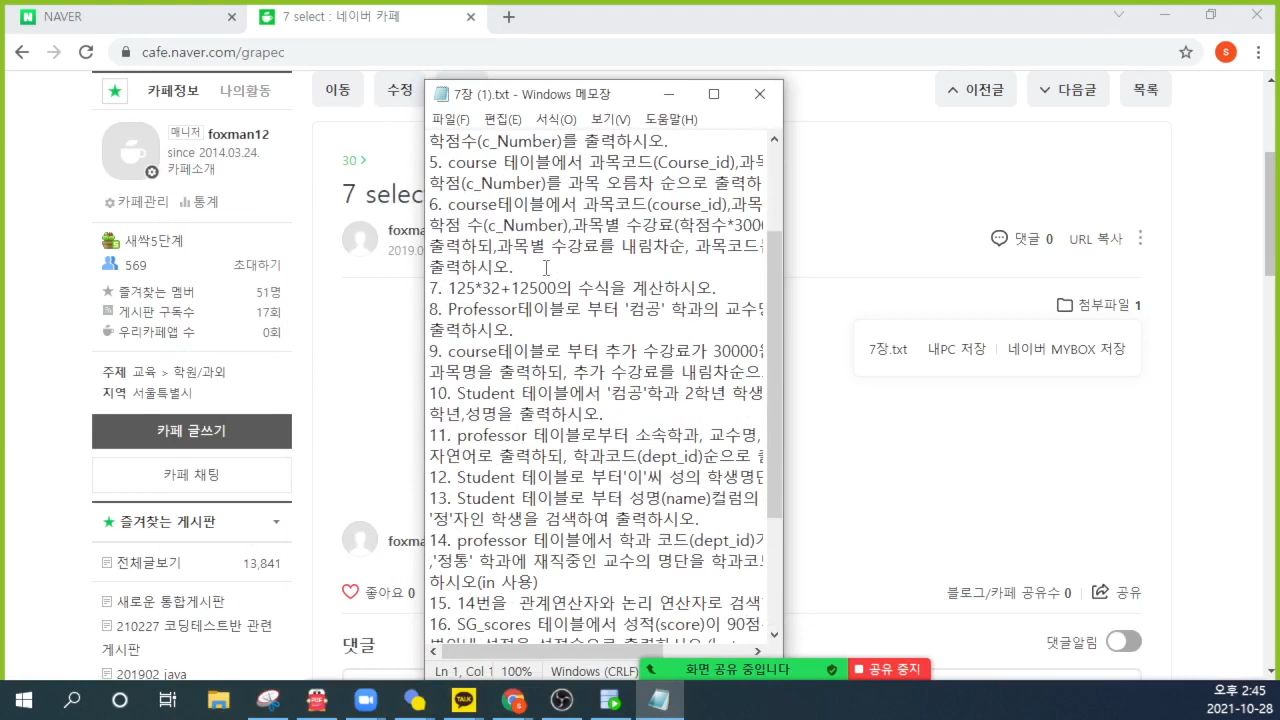 NAVER
7 select : 네이버 카페
cafe.naver.com/grapec
S
카페정보
나의활동
매니저 foxman12
since 2014.03.24.
카페소개
카페관리
통계
새싹5단계
569
초대하기
즐겨찾는 멤버
51명
게시판 구독수
17회
우리카페앱 수
0회
주제 교육 > 학원/과외
지역 서울특별시
카페 글쓰기
카페 채팅
즐겨찾는 게시판
전체글보기
13,841
새로운 통합게시판
210227 코딩테스트반 관련
게시판
201902 java
이동
수정
이전글
다음글
목록
30 >
7 selec
foxma
2019.0
댓글 0
URL 복사
첨부파일 1
7장.txt
내PC 저장
네이버 MYBOX 저장
foxma
좋아요 0
블로그/카페 공유수 0
공유
댓글
댓글알림
7장 (1).txt - Windows 메모장
파일(F) 편집(E) 서식(O) 보기(V) 도움말(H)
학점수(c_Number)를 출력하시오.
5. course 테이블에서 과목코드(Course_id),과목
학점(c_Number)를 과목 오름차 순으로 출력하
6. course테이블에서 과목코드(course_id),과목
학점 수(c_Number),과목별 수강료(학점수*3000
출력하되,과목별 수강료를 내림차순, 과목코드
출력하시오.
7. 125*32+12500의 수식을 계산하시오.
8. Professor테이블로 부터 '컴공' 학과의 교수명
출력하시오.
9. course테이블로 부터 추가 수강료가 30000
과목명을 출력하되, 추가 수강료를 내림차순으
10. Student 테이블에서 '컴공'학과 2학년 학생
학년,성명을 출력하시오.
11. professor 테이블로부터 소속학과, 교수명,
자연어로 출력하되, 학과코드(dept_id)순으로
12. Student 테이블로 부터'이'씨 성의 학생명단
13. Student 테이블로 부터 성명(name)컬럼의
'정'자인 학생을 검색하여 출력하시오.
14. professor 테이블에서 학과 코드(dept_id)가
,'정통' 학과에 재직중인 교수의 명단을 학과코드
하시오(in 사용)
15. 14번을 관계연산자와 논리 연산자로 검색
16. SG_scores 테이블에서 성적(score)이 90점
Ln 1, Col 1
100%
Windows (CRLF)
화면 공유 중입니다
공유 중지
PDF
TALK
S
오후 2:45
2021-10-28